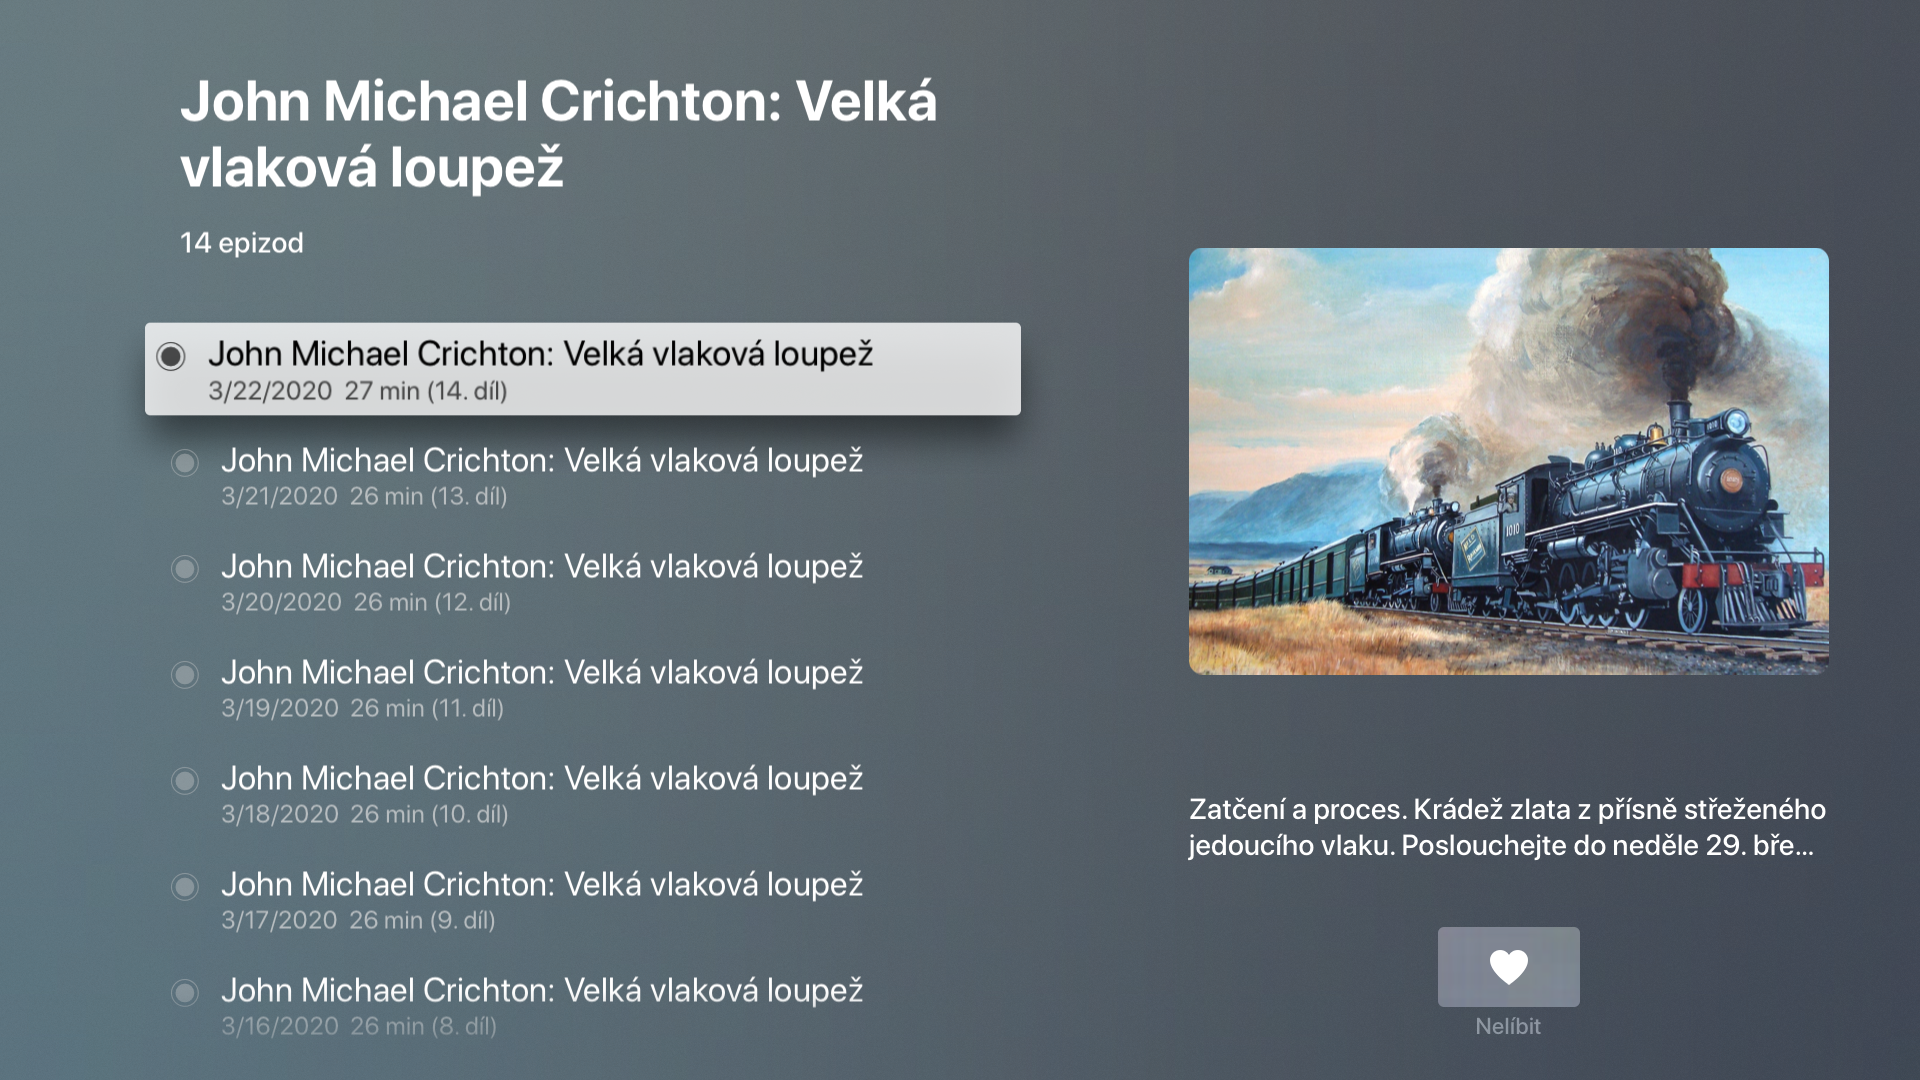 John Michael Crichton: Velká
vlaková loupež
14 epizod
John Michael Crichton: Velká vlaková loupež
3/22/2020 27 min (14. díl)
John Michael Crichton: Velká vlaková loupež
3/21/2020 26 min (13. díl)
John Michael Crichton: Velká vlaková loupež
3/20/2020 26 min (12. díl)
John Michael Crichton: Velká vlaková loupež
3/19/2020 26 min (11. díl)
John Michael Crichton: Velká vlaková loupež
3/18/2020 26 min (10. díl)
John Michael Crichton: Velká vlaková loupež
3/17/2020 26 min (9. díl)
John Michael Crichton: Velká vlaková loupež
3/16/2020 26 min (8. díl)
1010
Zatčení a proces. Krádež zlata z přísně střeženého
jedoucího vlaku. Poslouchejte do neděle 29. bře...
Nelíbit